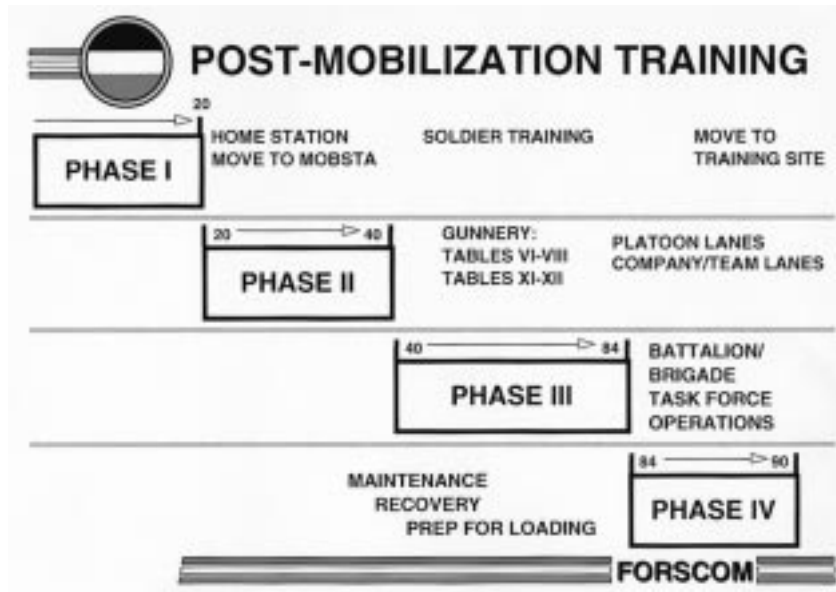 POST-MOBILIZATION TRAINING
20
PHASE I
HOME STATION
MOVE TO MOBSTA
SOLDIER TRAINING
MOVE TO
TRAINING SITE
20 40
PHASE II
GUNNERY:
TABLES VI-VIII
TABLES XI-XII
PLATOON LANES
COMPANY/TEAM LANES
40 84
PHASE III
BATTALION/
BRIGADE
TASK FORCE
OPERATIONS
MAINTENANCE
RECOVERY
PREP FOR LOADING
84 90
PHASE IV
FORSCOM